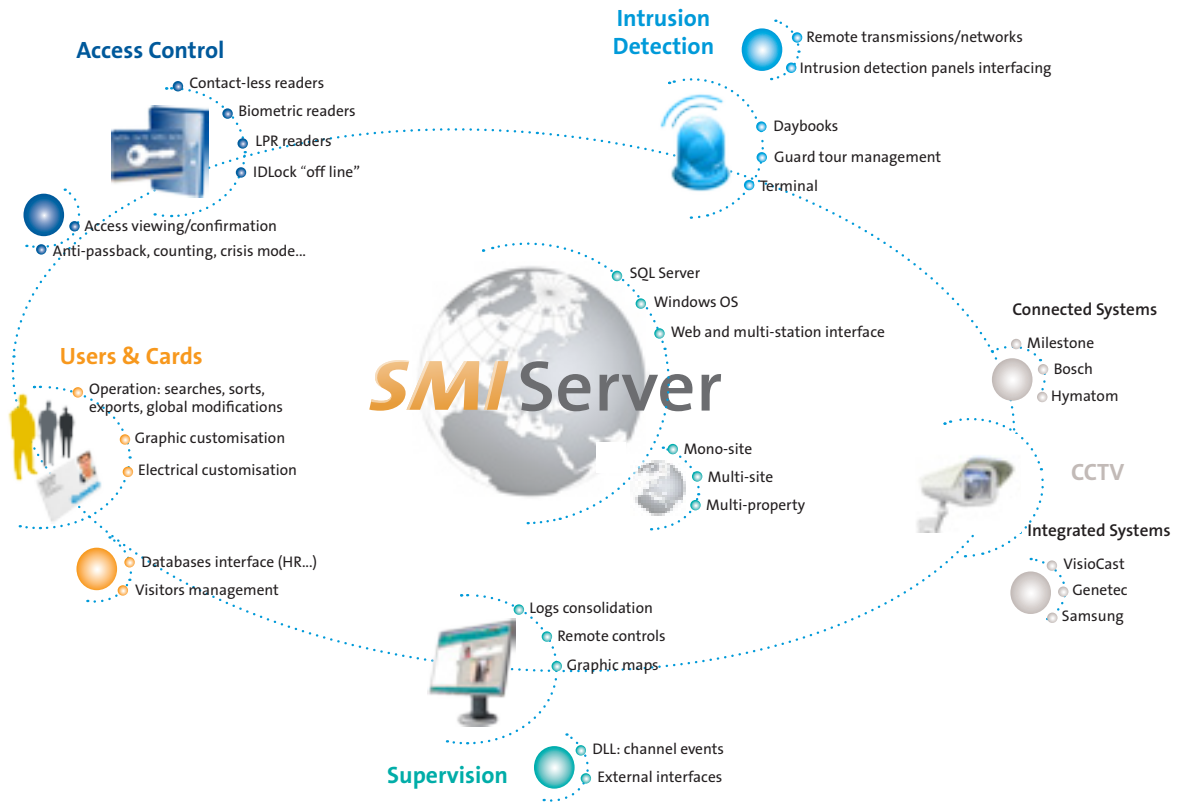 Access Control
Contact-less readers
Biometric readers
LPR readers
IDLock “off line”
Access viewing/confirmation
Anti-passback, counting, crisis mode...
Intrusion
Detection
Remote transmissions/networks
Intrusion detection panels interfacing
Daybooks
Guard tour management
Terminal
SQL Server
Windows OS
Web and multi-station interface
SMI Server
Mono-site
Multi-site
Multi-property
Connected Systems
Milestone
Bosch
Hymatom
CCTV
Integrated Systems
VisioCast
Genetec
Samsung
Users & Cards
Operation: searches, sorts,
exports, global modifications
Graphic customisation
Electrical customisation
Databases interface (HR...)
Visitors management
Logs consolidation
Remote controls
Graphic maps
Supervision
DLL: channel events
External interfaces